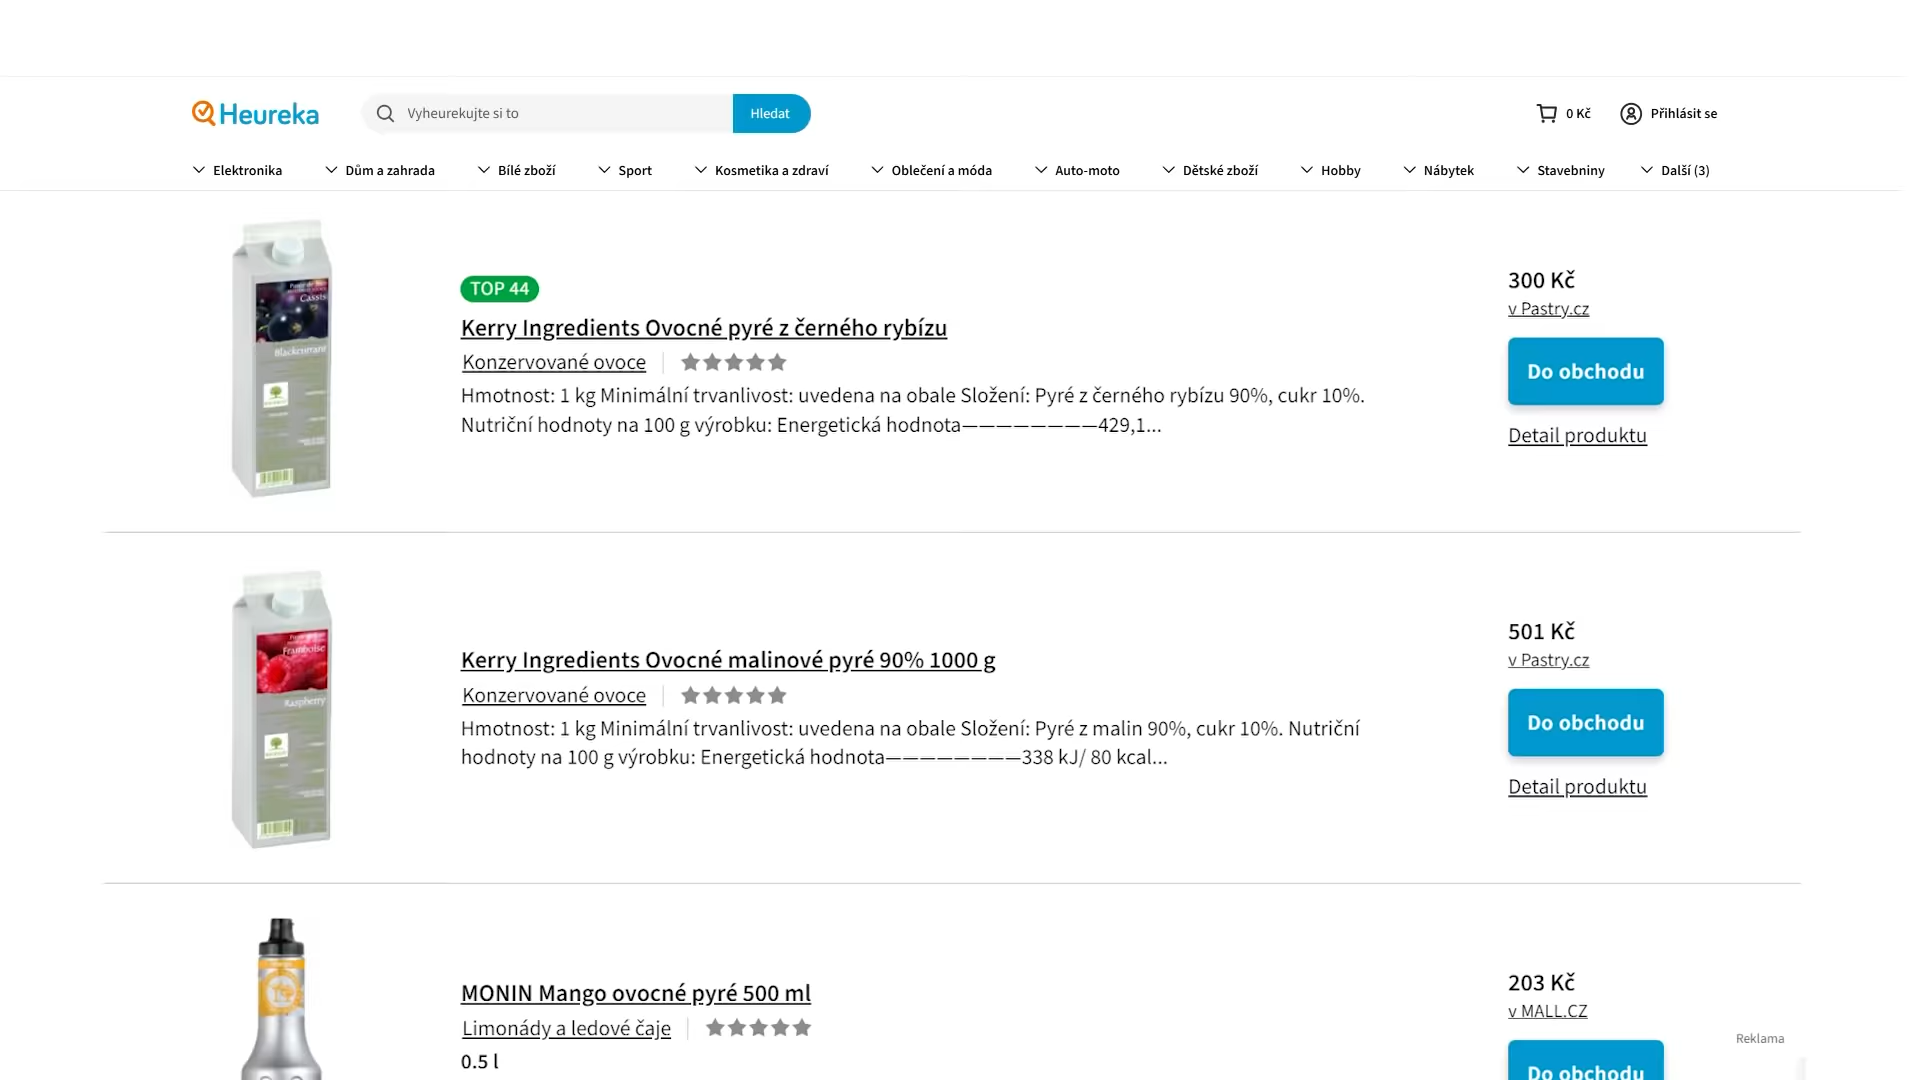 Heureka
Vyheurekujte si to
Hledat
0 Kč
Přihlásit se
Elektronika
Dům a zahrada
Bílé zboží
Sport
Kosmetika a zdraví
Oblečení a móda
Auto-moto
Dětské zboží
Hobby
Nábytek
Stavebniny
Další (3)
Cassis
Blackcurrant
TOP 44
Kerry Ingredients Ovocné pyré z černého rybízu
Konzervované ovoce
Hmotnost: 1 kg Minimální trvanlivost: uvedena na obale Složení: Pyré z černého rybízu 90%, cukr 10%.
Nutriční hodnoty na 100 g výrobku: Energetická hodnota————————429,1...
300 Kč
v Pastry.cz
Do obchodu
Detail produktu
Framboise
Raspberry
Kerry Ingredients Ovocné malinové pyré 90% 1000 g
Konzervované ovoce
Hmotnost: 1 kg Minimální trvanlivost: uvedena na obale Složení: Pyré z malin 90%, cukr 10%. Nutriční
hodnoty na 100 g výrobku: Energetická hodnota————————338 kJ/ 80 kcal...
501 Kč
v Pastry.cz
Do obchodu
Detail produktu
MONIN Mango ovocné pyré 500 ml
Limonády a ledové čaje
0.5 l
203 Kč
v MALL.CZ
Do obchodu
Reklama